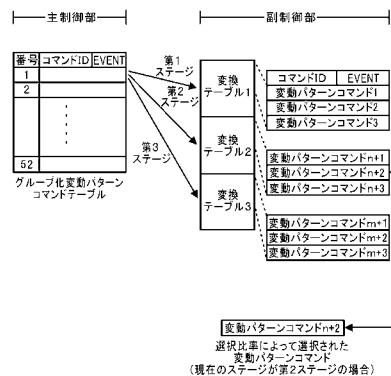 主制御部
副制御部
番号 コマンドID EVENT
1
2
52
グループ化変動パターン
コマンドテーブル
第1
ステージ
第2
ステージ
第3
ステージ
変換
テーブル1
変換
テーブル2
変換
テーブル3
コマンドID EVENT
変動パターンコマンド1
変動パターンコマンド2
変動パターンコマンド3
変動パターンコマンドn+1
変動パターンコマンドn+2
変動パターンコマンドn+3
変動パターンコマンドm+1
変動パターンコマンドm+2
変動パターンコマンドm+3
変動パターンコマンドn+2
選択比率によって選択された
変動パターンコマンド
(現在のステージが第2ステージの場合)